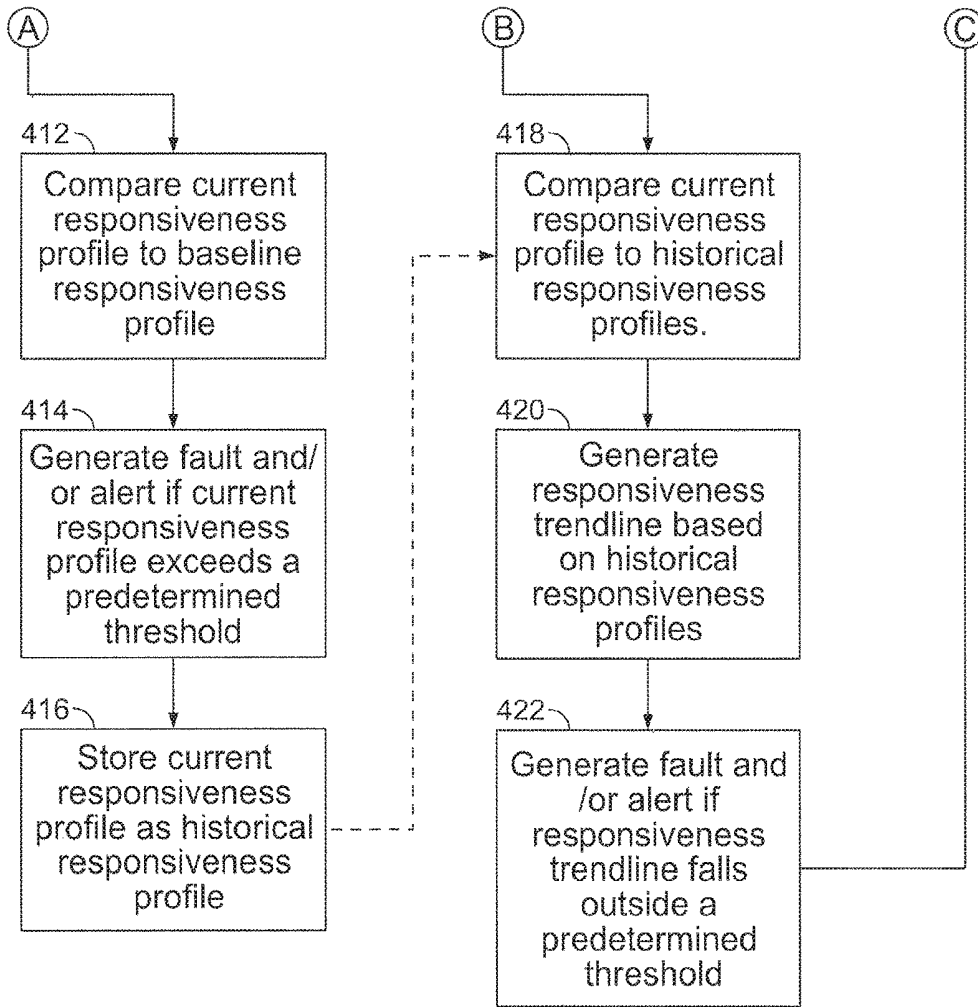 A
B
C
412
Compare current
responsiveness
profile to baseline
responsiveness
profile
414
Generate fault and/
or alert if current
responsiveness
profile exceeds a
predetermined
threshold
416
Store current
responsiveness
profile as historical
responsiveness
profile
418
Compare current
responsiveness
profile to historical
responsiveness
profiles.
420
Generate
responsiveness
trendline based
on historical
responsiveness
profiles
422
Generate fault and
/or alert if
responsiveness
trendline falls
outside a
predetermined
threshold